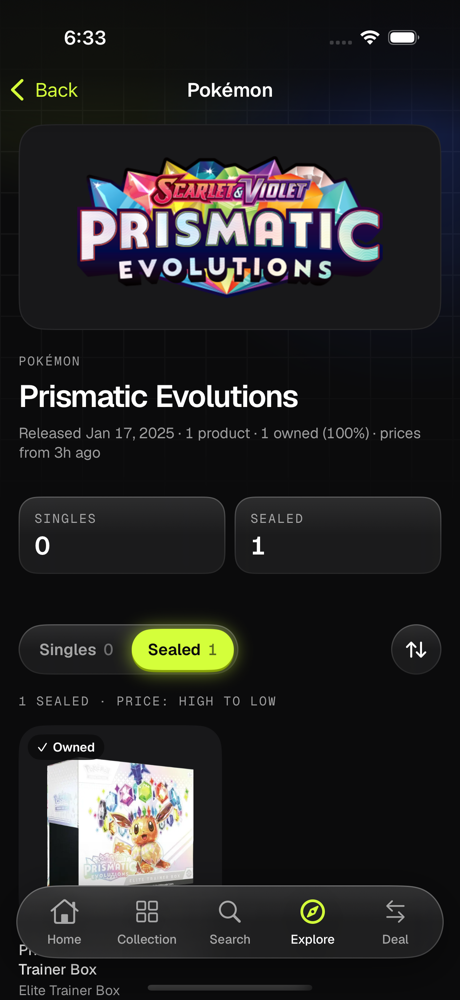 6:33
Back
Pokémon
SCARLET & VIOLET
PRISMATIC
EVOLUTIONS
POKÉMON
Prismatic Evolutions
Released Jan 17, 2025 · 1 product · 1 owned (100%) · prices
from 3h ago
SINGLES
0
SEALED
1
Singles 0
Sealed 1
1 SEALED · PRICE: HIGH TO LOW
✓ Owned
PRISMATIC
EVOLUTIONS
Home
Collection
Search
Explore
Deal
Trainer Box
Elite Trainer Box